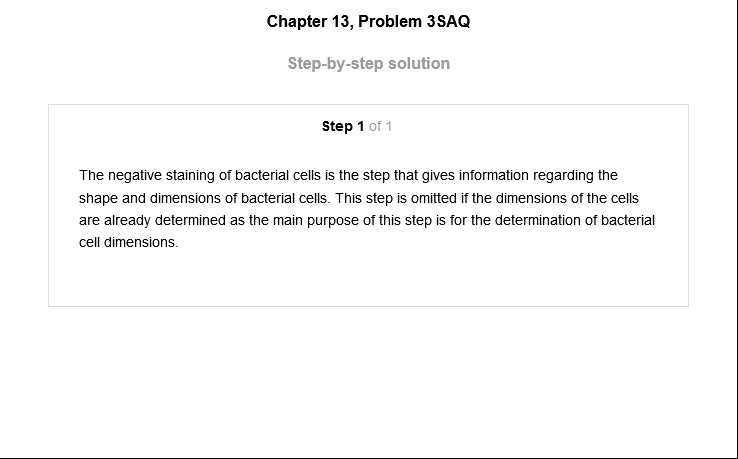 Chapter 13, Problem 3SAQ
Step-by-step solution
Step 1 of 1
The negative staining of bacterial cells is the step that gives information regarding the
shape and dimensions of bacterial cells. This step is omitted if the dimensions of the cells
are already determined as the main purpose of this step is for the determination of bacterial
cell dimensions.